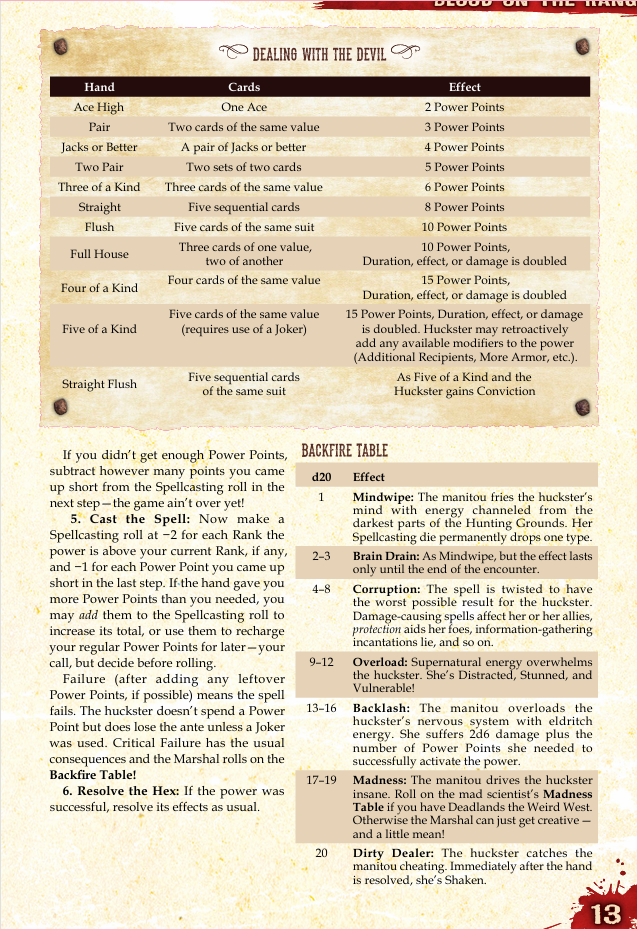 BLOOD ON THE RANG
DEALING WITH THE DEVIL
Hand Cards Effect
Ace High One Ace 2 Power Points
Pair Two cards of the same value 3 Power Points
Jacks or Better A pair of Jacks or better 4 Power Points
Two Pair Two sets of two cards 5 Power Points
Three of a Kind Three cards of the same value 6 Power Points
Straight Five sequential cards 8 Power Points
Flush Five cards of the same suit 10 Power Points
Full House Three cards of one value, 10 Power Points,
two of another Duration, effect, or damage is doubled
Four of a Kind Four cards of the same value 15 Power Points,
Duration, effect, or damage is doubled
Five of a Kind Five cards of the same value 15 Power Points, Duration, effect, or damage
(requires use of a Joker) is doubled. Huckster may retroactively
add any available modifiers to the power
(Additional Recipients, More Armor, etc.).
Straight Flush Five sequential cards As Five of a Kind and the
of the same suit Huckster gains Conviction
If you didn't get enough Power Points,
subtract however many points you came
up short from the Spellcasting roll in the
next step—the game ain't over yet!
5. Cast the Spell: Now make a
Spellcasting roll at −2 for each Rank the
power is above your current Rank, if any,
and −1 for each Power Point you came up
short in the last step. If the hand gave you
more Power Points than you needed, you
may add them to the Spellcasting roll to
increase its total, or use them to recharge
your regular Power Points for later—your
call, but decide before rolling.
Failure (after adding any leftover
Power Points, if possible) means the spell
fails. The huckster doesn't spend a Power
Point but does lose the ante unless a Joker
was used. Critical Failure has the usual
consequences and the Marshal rolls on the
Backfire Table!
6. Resolve the Hex: If the power was
successful, resolve its effects as usual.
BACKFIRE TABLE
d20 Effect
1 Mindwipe: The manitou fries the huckster's
mind with energy channeled from the
darkest parts of the Hunting Grounds. Her
Spellcasting die permanently drops one type.
2–3 Brain Drain: As Mindwipe, but the effect lasts
only until the end of the encounter.
4–8 Corruption: The spell is twisted to have
the worst possible result for the huckster.
Damage-causing spells affect her or her allies,
protection aids her foes, information-gathering
incantations lie, and so on.
9–12 Overload: Supernatural energy overwhelms
the huckster. She's Distracted, Stunned, and
Vulnerable!
13–16 Backlash: The manitou overloads the
huckster's nervous system with eldritch
energy. She suffers 2d6 damage plus the
number of Power Points she needed to
successfully activate the power.
17–19 Madness: The manitou drives the huckster
insane. Roll on the mad scientist's Madness
Table if you have Deadlands the Weird West.
Otherwise the Marshal can just get creative —
and a little mean!
20 Dirty Dealer: The huckster catches the
manitou cheating. Immediately after the hand
is resolved, she's Shaken.
13